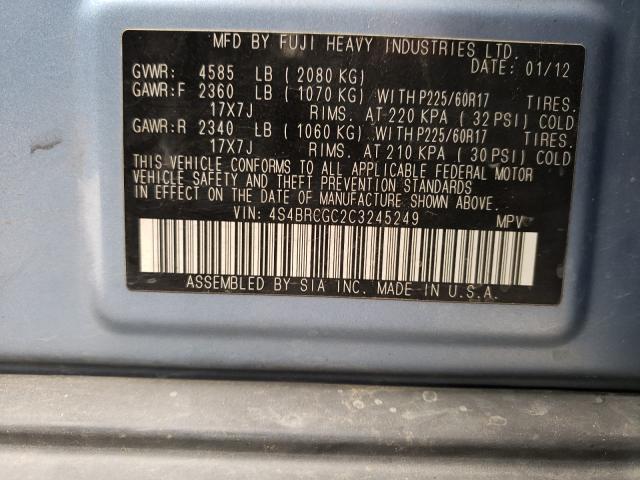 MFD BY FUJI HEAVY INDUSTRIES LTD.
DATE: 01/12
GVWR: 4585 LB ( 2080 KG)
GAWR:F 2360 LB ( 1070 KG) WITH P225/60R17 TIRES.
17X7J RIMS. AT 220 KPA ( 32 PSI) COLD
GAWR:R 2340 LB ( 1060 KG) WITH P225/60R17 TIRES.
17X7J RIMS. AT 210 KPA ( 30 PSI) COLD
THIS VEHICLE CONFORMS TO ALL APPLICABLE FEDERAL MOTOR
VEHICLE SAFETY AND THEFT PREVENTION STANDARDS
IN EFFECT ON THE DATE OF MANUFACTURE SHOWN ABOVE.
VIN: 4S4BRCGC2C3245249 MPV
ASSEMBLED BY SIA INC. MADE IN U.S.A.